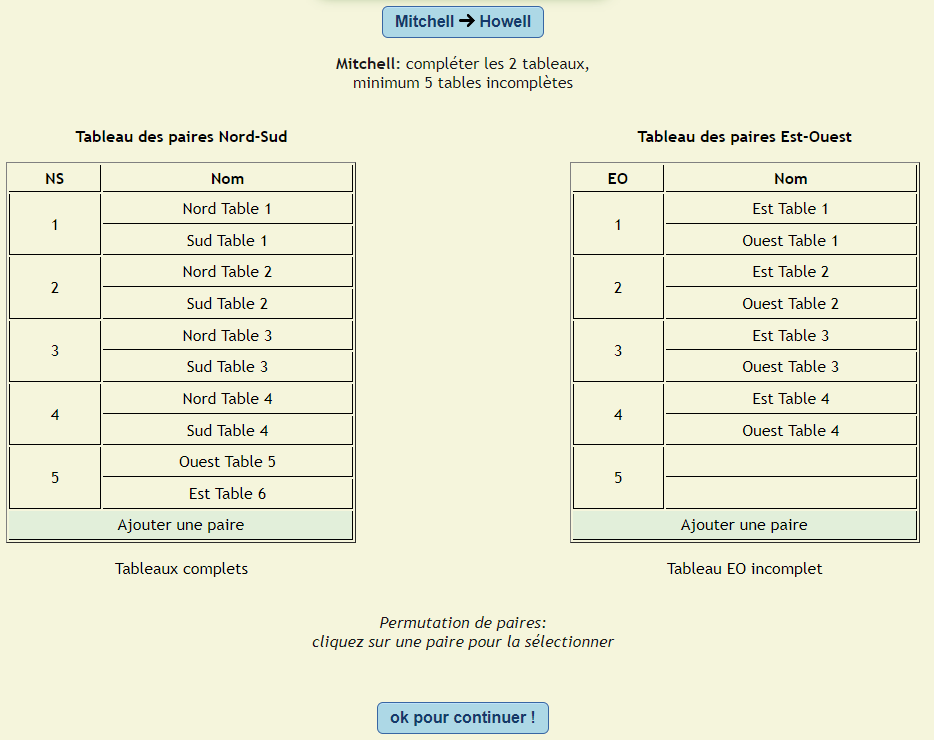 Mitchell → Howell
Mitchell: compléter les 2 tableaux,
minimum 5 tables incomplètes
Tableau des paires Nord-Sud
NS Nom
1
Nord Table 1
Sud Table 1
2
Nord Table 2
Sud Table 2
3
Nord Table 3
Sud Table 3
4
Nord Table 4
Sud Table 4
5
Ouest Table 5
Est Table 6
Ajouter une paire
Tableaux complets
Tableau des paires Est-Ouest
EO Nom
1
Est Table 1
Ouest Table 1
2
Est Table 2
Ouest Table 2
3
Est Table 3
Ouest Table 3
4
Est Table 4
Ouest Table 4
5
Ajouter une paire
Tableau EO incomplet
Permutation de paires:
cliquez sur une paire pour la sélectionner
ok pour continuer !